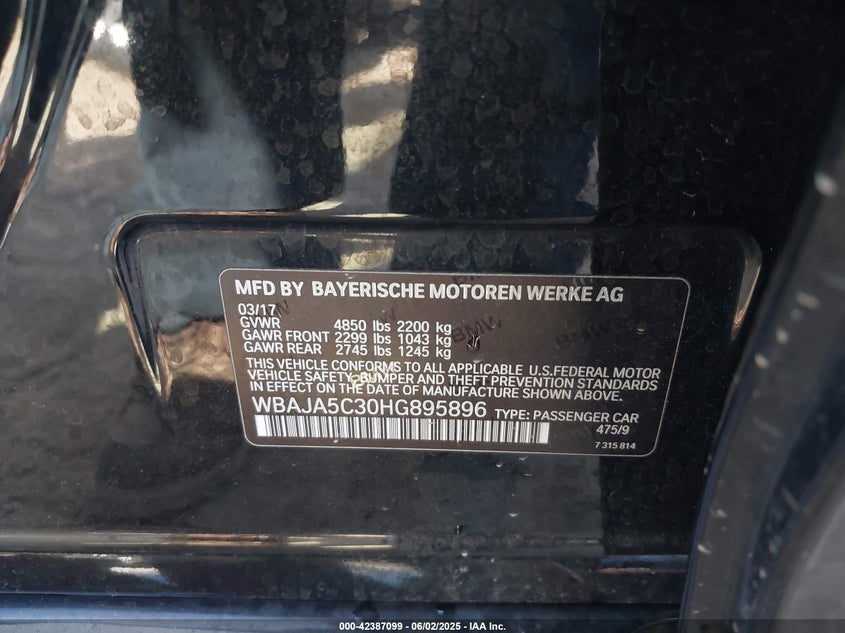 MFD BY BAYERISCHE MOTOREN WERKE AG
03/17
GVWR 4850 lbs 2200 kg
GAWR FRONT 2299 lbs 1043 kg
GAWR REAR 2745 lbs 1245 kg
THIS VEHICLE CONFORMS TO ALL APPLICABLE U.S.FEDERAL MOTOR
VEHICLE SAFETY, BUMPER AND THEFT PREVENTION STANDARDS
IN EFFECT ON THE DATE OF MANUFACTURE SHOWN ABOVE.
WBAJA5C30HG895896 TYPE: PASSENGER CAR
475/9
7 315 814
000-42387099 - 06/02/2025 - IAA Inc.